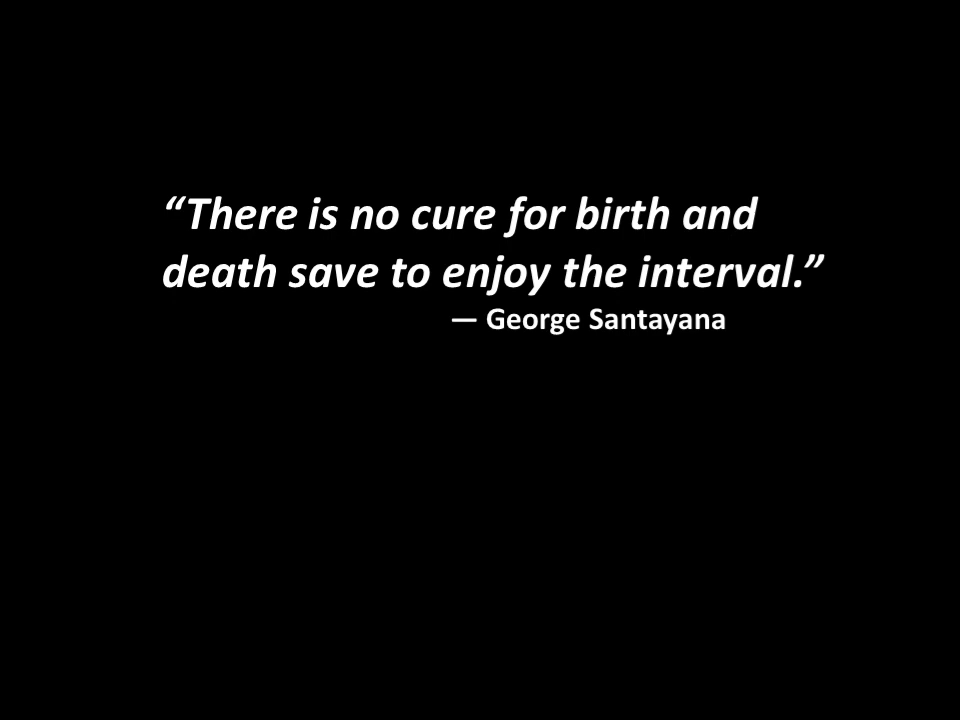 “There is no cure for birth and
death save to enjoy the interval.”
— George Santayana